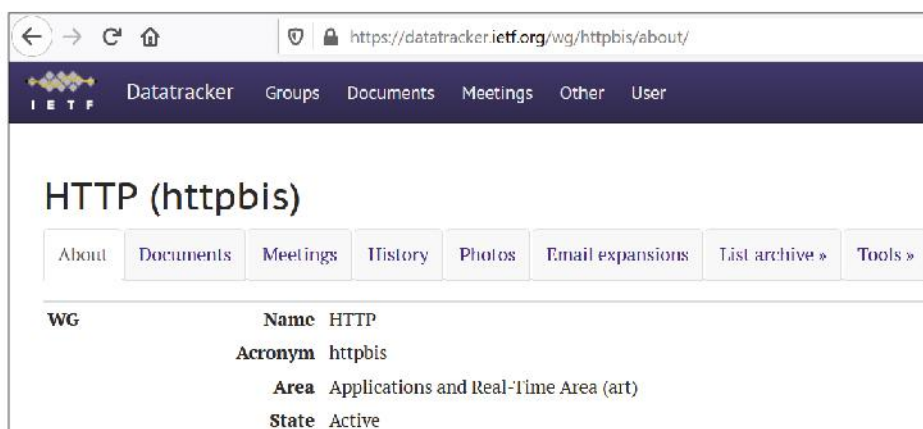 https://datatracker.ietf.org/wg/httpbis/about/
IETF Datatracker Groups Documents Meetings Other User
HTTP (httpbis)
About Documents Meetings History Photos Email expansions List archive » Tools »
WG Name HTTP
Acronym httpbis
Area Applications and Real-Time Area (art)
State Active